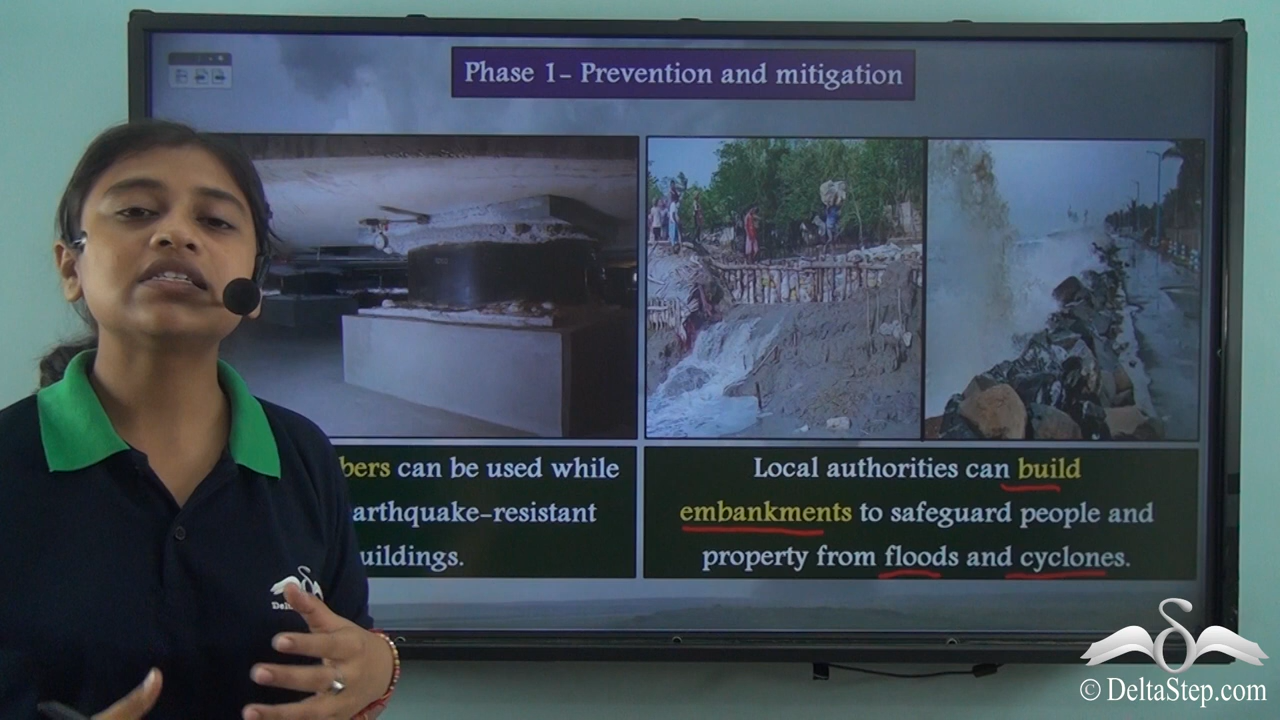 Phase 1- Prevention and mitigation
bers can be used while
arthquake-resistant
uildings.
Local authorities can build
embankments to safeguard people and
property from floods and cyclones.
Delt
© DeltaStep.com